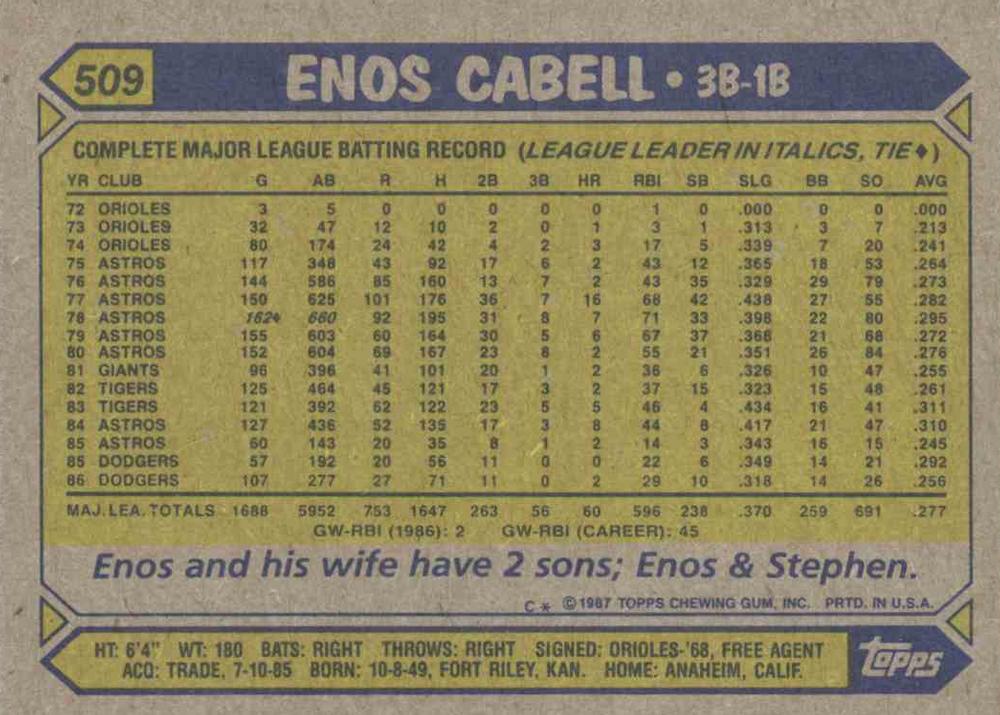 509 ENOS CABELL • 3B-1B
COMPLETE MAJOR LEAGUE BATTING RECORD (LEAGUE LEADER IN ITALICS, TIE♦)
YR CLUB G AB R H 2B 3B HR RBI SB SLG BB SO AVG
72 ORIOLES 3 5 0 0 0 0 0 1 0 .000 0 0 .000
73 ORIOLES 32 47 12 10 2 0 1 3 1 .313 3 7 .213
74 ORIOLES 80 174 24 42 4 2 3 17 5 .339 7 20 .241
75 ASTROS 117 348 43 92 17 6 2 43 12 .365 18 53 .264
76 ASTROS 144 586 85 160 13 7 2 43 35 .329 29 79 .273
77 ASTROS 150 625 101 176 36 7 16 68 42 .438 27 55 .282
78 ASTROS 162♦ 660 92 195 31 8 7 71 33 .398 22 80 .295
79 ASTROS 155 603 60 164 30 5 6 67 37 .368 21 68 .272
80 ASTROS 152 604 69 167 23 8 2 55 21 .351 26 84 .276
81 GIANTS 96 396 41 101 20 1 2 36 6 .326 10 47 .255
82 TIGERS 125 464 45 121 17 3 2 37 15 .323 15 48 .261
83 TIGERS 121 392 62 122 23 5 5 46 4 .434 16 41 .311
84 ASTROS 127 436 52 135 17 3 8 44 8 .417 21 47 .310
85 ASTROS 60 143 20 35 8 1 2 14 3 .343 16 15 .245
85 DODGERS 57 192 20 56 11 0 0 22 6 .349 14 21 .292
86 DODGERS 107 277 27 71 11 0 2 29 10 .318 14 26 .256
MAJ. LEA. TOTALS 1688 5952 753 1647 263 56 60 596 238 .370 259 691 .277
GW-RBI (1986): 2 GW-RBI (CAREER): 45
Enos and his wife have 2 sons; Enos & Stephen.
C* ©1987 TOPPS CHEWING GUM, INC. PRTD. IN U.S.A.
HT: 6'4" WT: 180 BATS: RIGHT THROWS: RIGHT SIGNED: ORIOLES-'68, FREE AGENT
ACQ: TRADE, 7-10-85 BORN: 10-8-49, FORT RILEY, KAN. HOME: ANAHEIM, CALIF.
topps